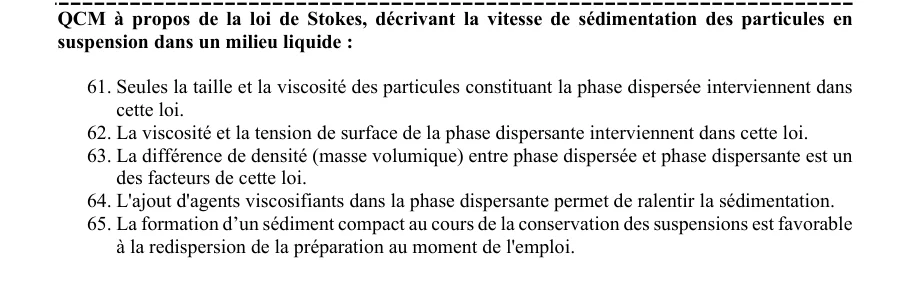 QCM à propos de la loi de Stokes, décrivant la vitesse de sédimentation des particules en
suspension dans un milieu liquide :
61. Seules la taille et la viscosité des particules constituant la phase dispersée interviennent dans
cette loi.
62. La viscosité et la tension de surface de la phase dispersante interviennent dans cette loi.
63. La différence de densité (masse volumique) entre phase dispersée et phase dispersante est un
des facteurs de cette loi.
64. L'ajout d'agents viscosifiants dans la phase dispersante permet de ralentir la sédimentation.
65. La formation d’un sédiment compact au cours de la conservation des suspensions est favorable
à la redispersion de la préparation au moment de l'emploi.